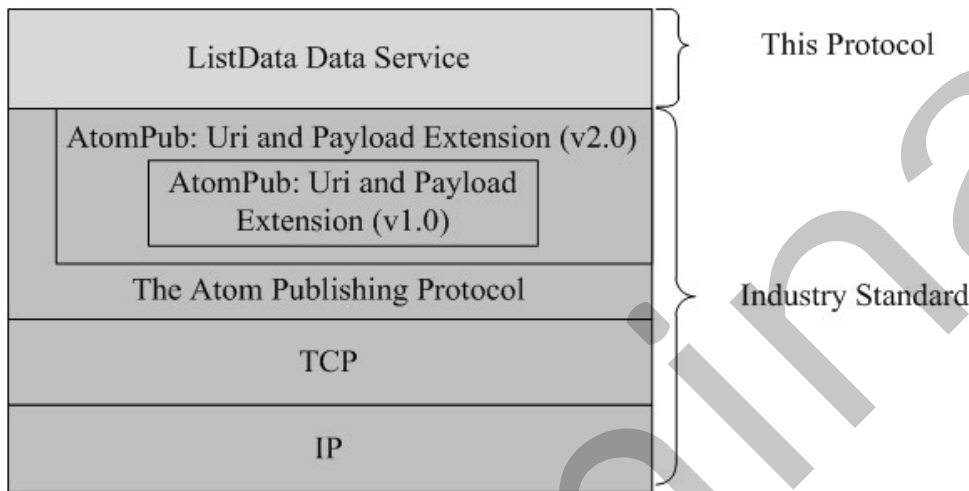 ListData Data Service
This Protocol
AtomPub: Uri and Payload Extension (v2.0)
AtomPub: Uri and Payload
Extension (v1.0)
The Atom Publishing Protocol
Industry Standard
TCP
IP